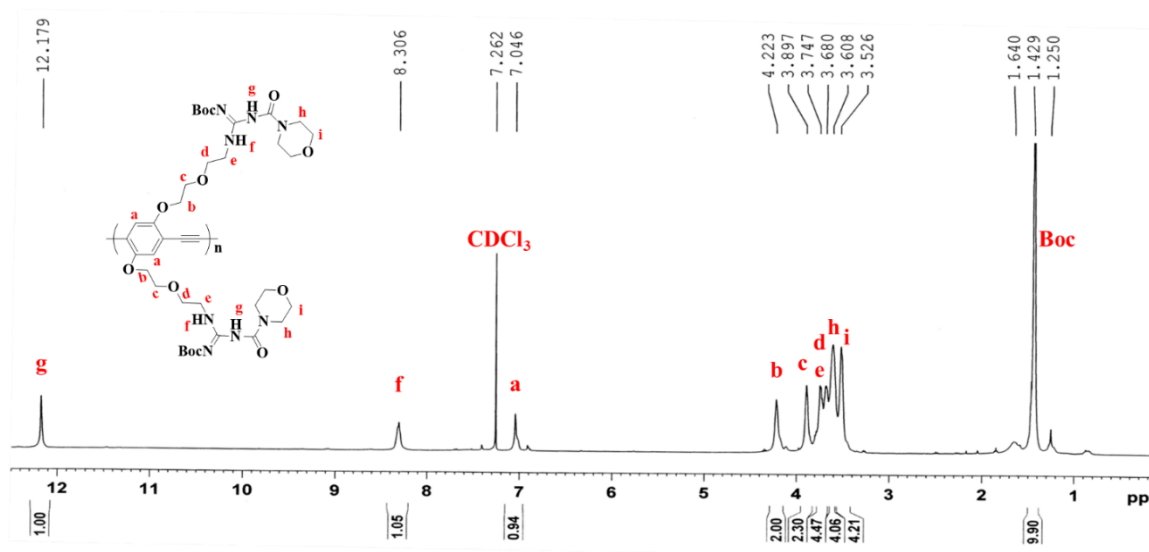 12.179
8.306
7.262
7.046
4.223
3.897
3.747
3.680
3.608
3.526
1.640
1.429
1.250
BocN
H
N
g
O
N
h
i
O
NH
f
d
e
c
O
b
O
a
( )n
a
O
b
c
O
d
e
HN
f
H
N
g
N
O
i
h
BocN
O
CDCl3
Boc
g
f
a
b
c
d
e
h
i
12 11 10 9 8 7 6 5 4 3 2 1 pp
1.00
1.05
0.94
2.00
2.30
4.47
4.06
4.21
9.90